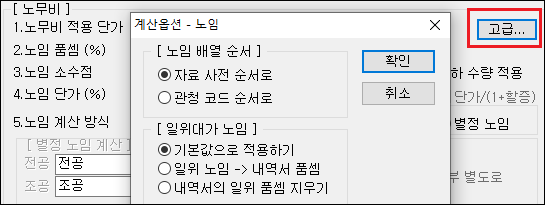 [ 노무비 ]
1.노무비 적용 단가
2.노임 품셈 (%)
3.노임 소수점
4.노임 단가 (%)
5.노임 계산 방식
[ 별정 노임 계산 ]
전공 전공
조공 조공
계산옵션 - 노임
[ 노임 배열 순서 ]
자료 사전 순서로
관청 코드 순서로
[ 일위대가 노임 ]
기본값으로 적용하기
일위 노임 -> 내역서 품셈
내역서의 일위 품셈 지우기
확인
취소
고급...
하 수량 적용
단가/(1+할증)
별정 노임
부 별도로